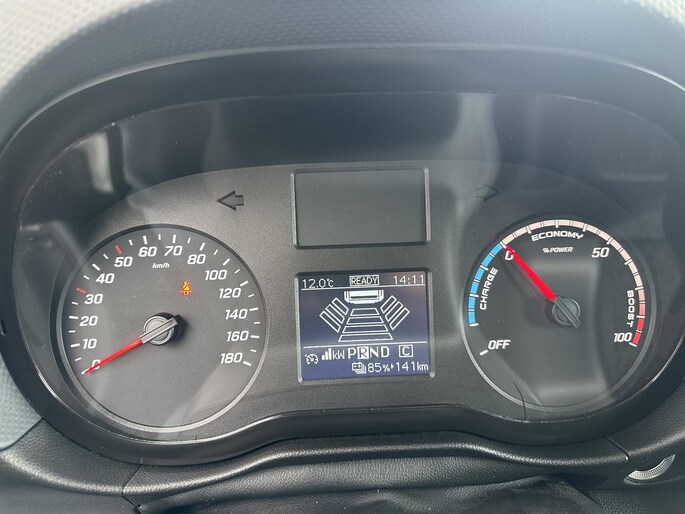 0 10 20 30 40 50 60 70 80 100 120 140 160 180
km/h
12.0°C READY 14:11
kW PRND C
85% 141km
OFF CHARGE 0 ECONOMY 50 BOOST 100
% POWER